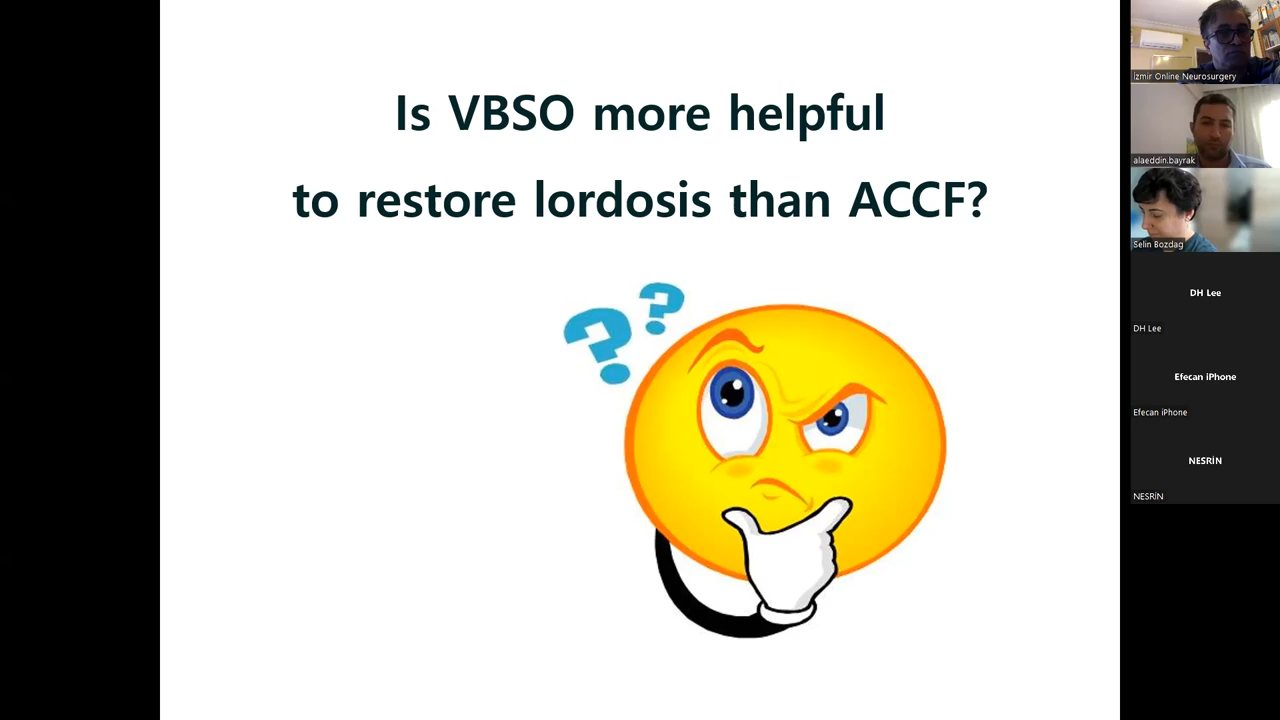 Is VBSO more helpful
to restore lordosis than ACCF?
??
İzmir Online Neurosurgery
alaeddin.bayrak
Selin Bozdag
DH Lee
DH Lee
Efecan iPhone
Efecan iPhone
NESRİN
NESRİN